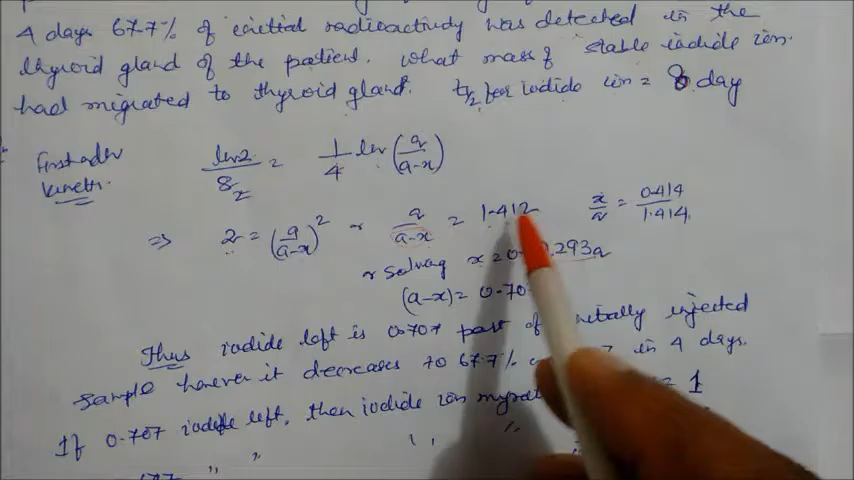 4 days 67.7% of initial radioactivity was detected in the
thyroid gland of the patient. What mass of stable iodide ion
had migrated to thyroid gland. t1/2 for iodide ion = 8 day
First order kinetics ln2/8 = 1/4 ln (a/a-x)
⇒ 2 = (a/a-x)^2 or a/a-x = 1.412 x/a = 0.414/1.414
or solving x = 0.293a
(a-x) = 0.70
Thus iodide left is 0.707 part of initially injected
sample however it decreases to 67.7% in 4 days.
If 0.707 iodide left, then iodide ion = 1
" " " " "